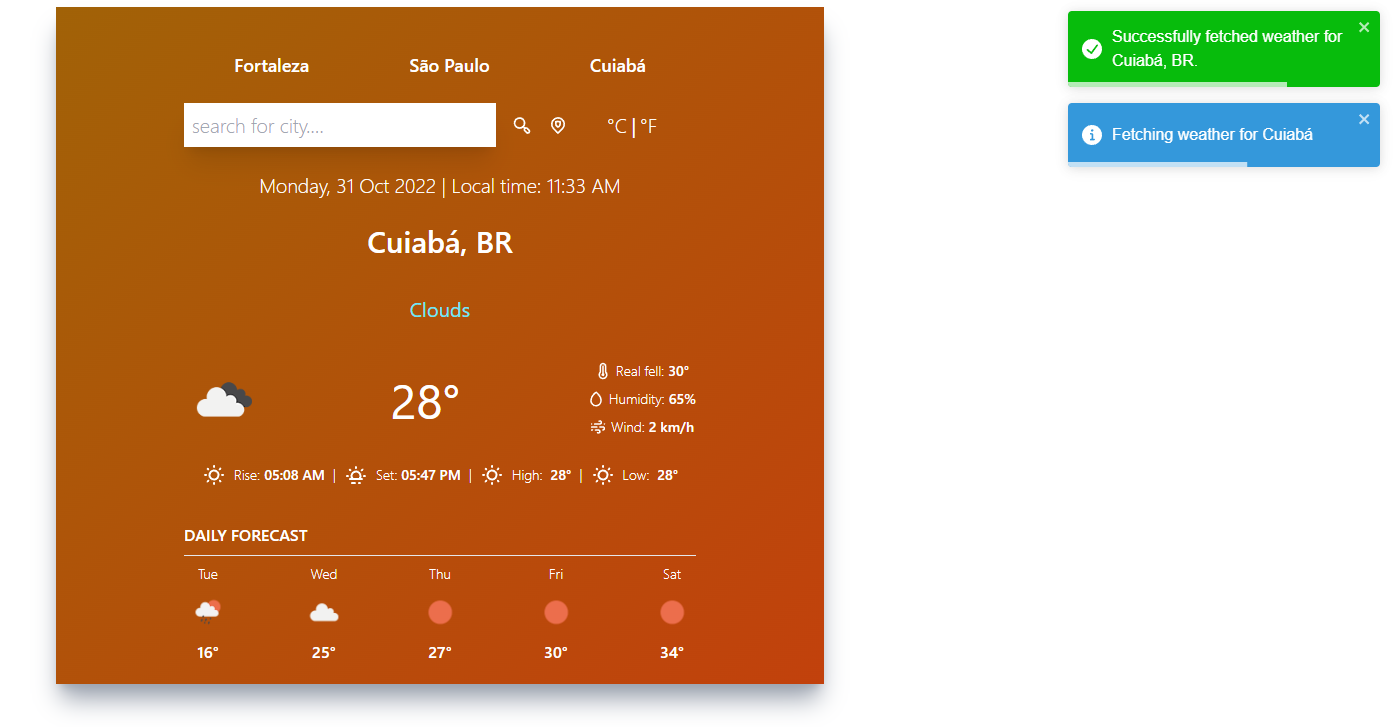 Fortaleza São Paulo Cuiabá
search for city.... °C | °F
Monday, 31 Oct 2022 | Local time: 11:33 AM
Cuiabá, BR
Clouds
28°
Real fell: 30°
Humidity: 65%
Wind: 2 km/h
Rise: 05:08 AM | Set: 05:47 PM | High: 28° | Low: 28°
DAILY FORECAST
Tue Wed Thu Fri Sat
16° 25° 27° 30° 34°
Successfully fetched weather for
Cuiabá, BR.
Fetching weather for Cuiabá